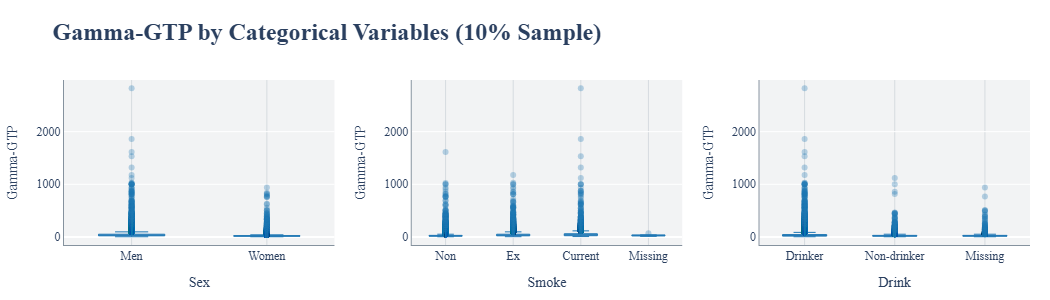 Gamma-GTP by Categorical Variables (10% Sample)
Gamma-GTP
2000
1000
0
Men
Women
Sex
Gamma-GTP
2000
1000
0
Non
Ex
Current
Missing
Smoke
Gamma-GTP
2000
1000
0
Drinker
Non-drinker
Missing
Drink